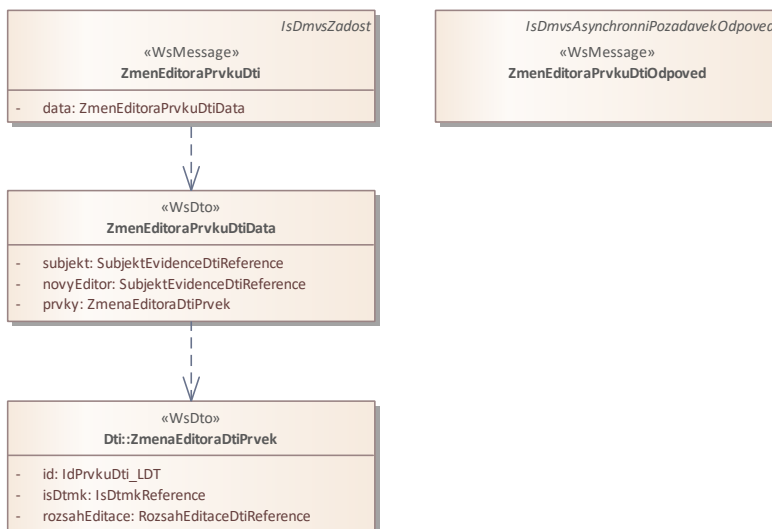 IsDmvsZadost
«WsMessage»
ZmenEditoraPrvkuDti
- data: ZmenEditoraPrvkuDtiData
IsDmvsAsynchronniPozadavekOdpoved
«WsMessage»
ZmenEditoraPrvkuDtiOdpoved
«WsDto»
ZmenEditoraPrvkuDtiData
- subjekt: SubjektEvidenceDtiReference
- novyEditor: SubjektEvidenceDtiReference
- prvky: ZmenaEditoraDtiPrvek
«WsDto»
Dti::ZmenaEditoraDtiPrvek
- id: IdPrvkuDti_LDT
- isDtmk: IsDtmkReference
- rozsahEditace: RozsahEditaceDtiReference